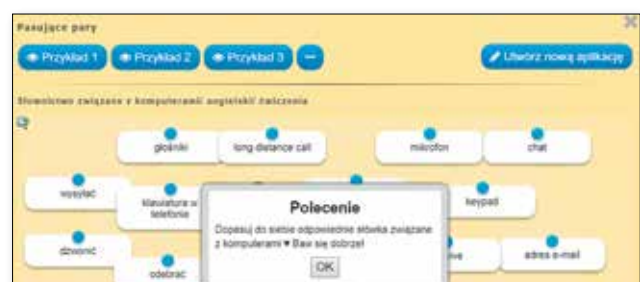 Pasujące pary
Przykład 1 Przykład 2 Przykład 3 Utwórz nową aplikację
Słownictwo związane z komputerami angielski ćwiczenia
głośniki long distance call mikrofon chat
wysyłać klawiatura w telefonie keypad
Polecenie
Dopasuj do siebie odpowiednie słówka związane
z komputerami ♥ Baw się dobrze!
dzwonić adres e-mail
odebrać
OK